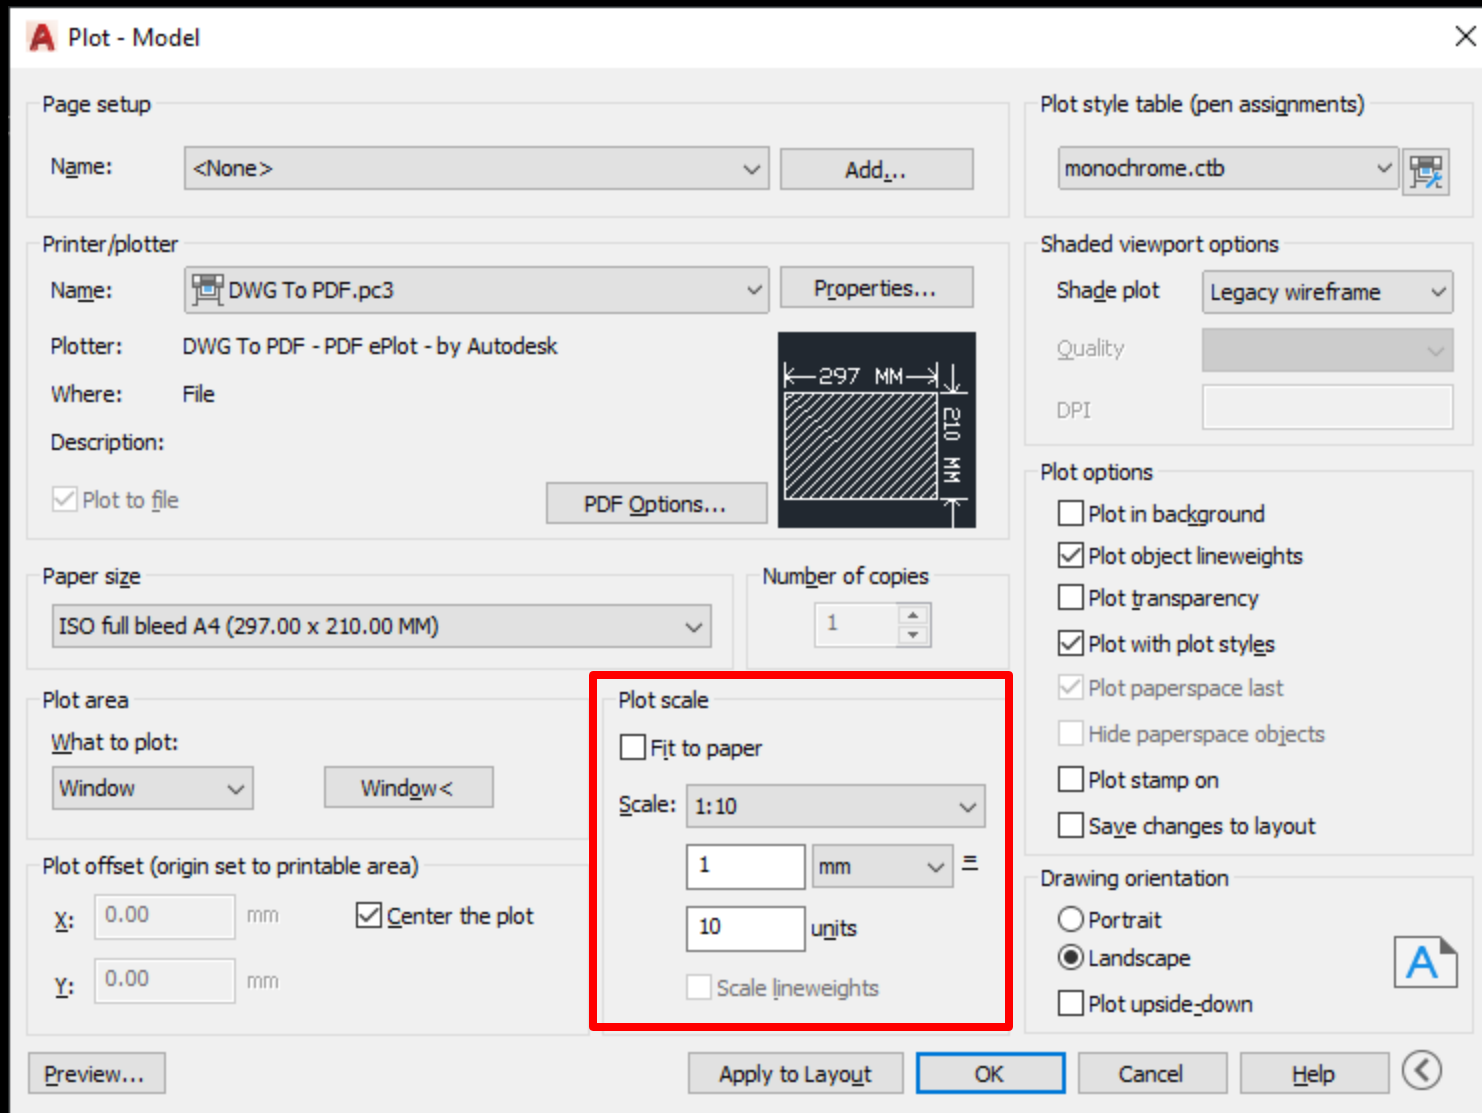 Plot - Model
Page setup
Name:
<None>
Add...
Plot style table (pen assignments)
monochrome.ctb
Printer/plotter
Name:
DWG To PDF.pc3
Properties...
Plotter:
DWG To PDF - PDF ePlot - by Autodesk
Where:
File
Description:
Plot to file
PDF Options...
297 MM
210 MM
Shaded viewport options
Shade plot
Legacy wireframe
Quality
DPI
Paper size
ISO full bleed A4 (297.00 x 210.00 MM)
Number of copies
1
Plot options
Plot in background
Plot object lineweights
Plot transparency
Plot with plot styles
Plot paperspace last
Hide paperspace objects
Plot stamp on
Save changes to layout
Plot area
What to plot:
Window
Window<
Plot scale
Fit to paper
Scale:
1:10
1
mm
=
10
units
Scale lineweights
Plot offset (origin set to printable area)
X:
0.00
mm
Center the plot
Y:
0.00
mm
Drawing orientation
Portrait
Landscape
Plot upside-down
A
Preview...
Apply to Layout
OK
Cancel
Help